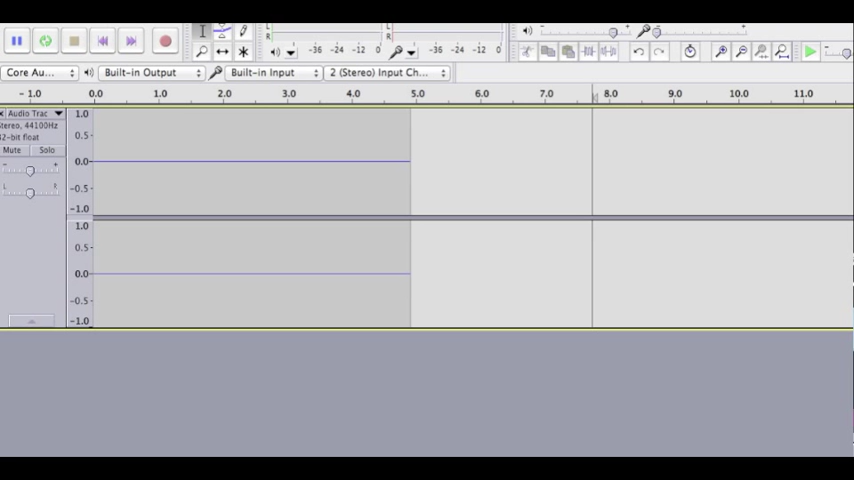 L
R
L
R
-36 -24 -12 0
-36 -24 -12 0
Core Au...
Built-in Output
Built-in Input
2 (Stereo) Input Ch...
- 1.0 0.0 1.0 2.0 3.0 4.0 5.0 6.0 7.0 8.0 9.0 10.0 11.0
x Audio Trac
Stereo, 44100Hz
32-bit float
Mute Solo
- +
L R
1.0
0.5-
0.0-
-0.5-
-1.0
1.0
0.5-
0.0-
-0.5-
-1.0